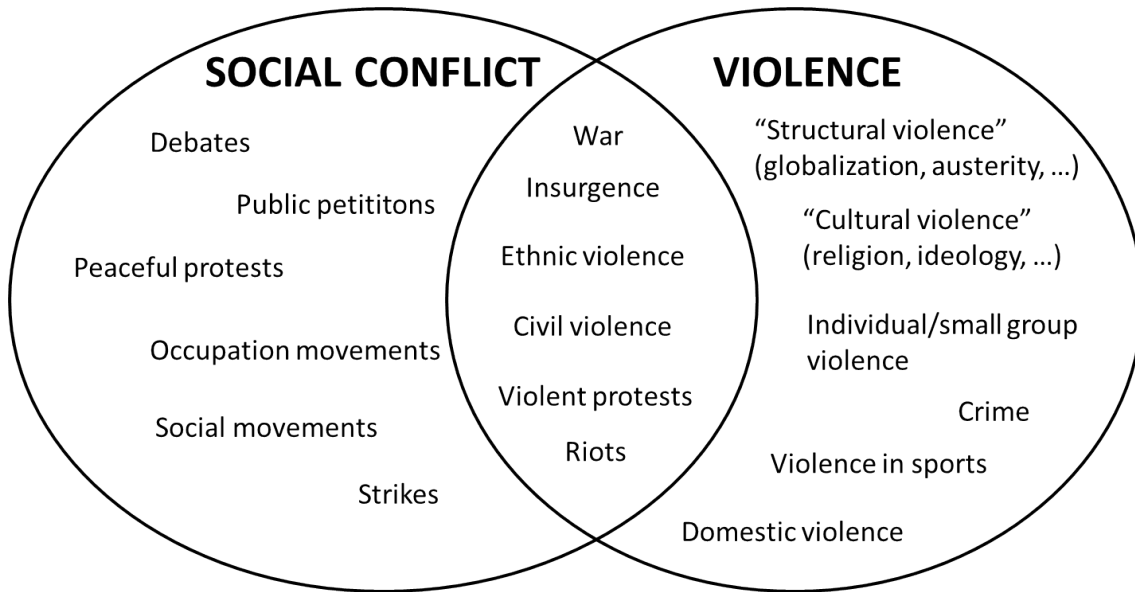 SOCIAL CONFLICT
Debates
Public petititons
Peaceful protests
Occupation movements
Social movements
Strikes
War
Insurgence
Ethnic violence
Civil violence
Violent protests
Riots
VIOLENCE
“Structural violence”
(globalization, austerity, ...)
“Cultural violence”
(religion, ideology, ...)
Individual/small group
violence
Crime
Violence in sports
Domestic violence